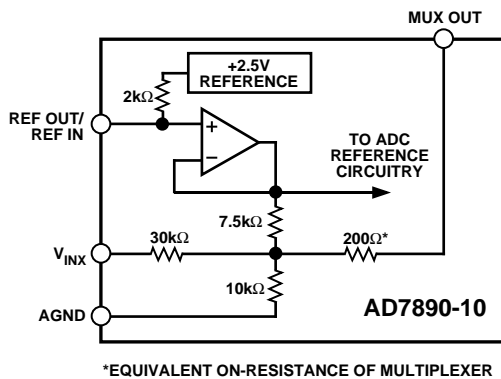 MUX OUT
+2.5V
REFERENCE
2kΩ
REF OUT/
REF IN
+
−
TO ADC
REFERENCE
CIRCUITRY
7.5kΩ
30kΩ
200Ω*
VINX
10kΩ
AGND
AD7890-10
*EQUIVALENT ON-RESISTANCE OF MULTIPLEXER